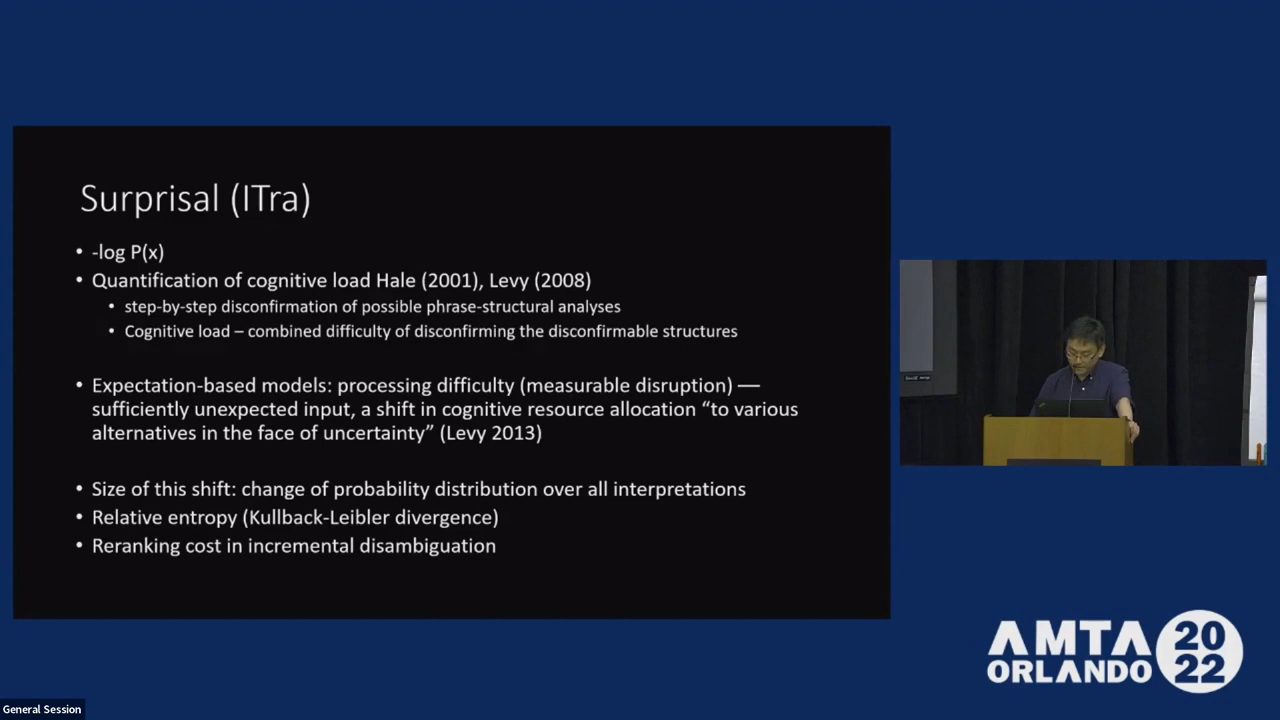 Surprisal (ITra)
• -log P(x)
• Quantification of cognitive load Hale (2001), Levy (2008)
• step-by-step disconfirmation of possible phrase-structural analyses
• Cognitive load – combined difficulty of disconfirming the disconfirmable structures
• Expectation-based models: processing difficulty (measurable disruption) —
sufficiently unexpected input, a shift in cognitive resource allocation “to various
alternatives in the face of uncertainty” (Levy 2013)
• Size of this shift: change of probability distribution over all interpretations
• Relative entropy (Kullback-Leibler divergence)
• Reranking cost in incremental disambiguation
AMTA 20
ORLANDO 22
General Session